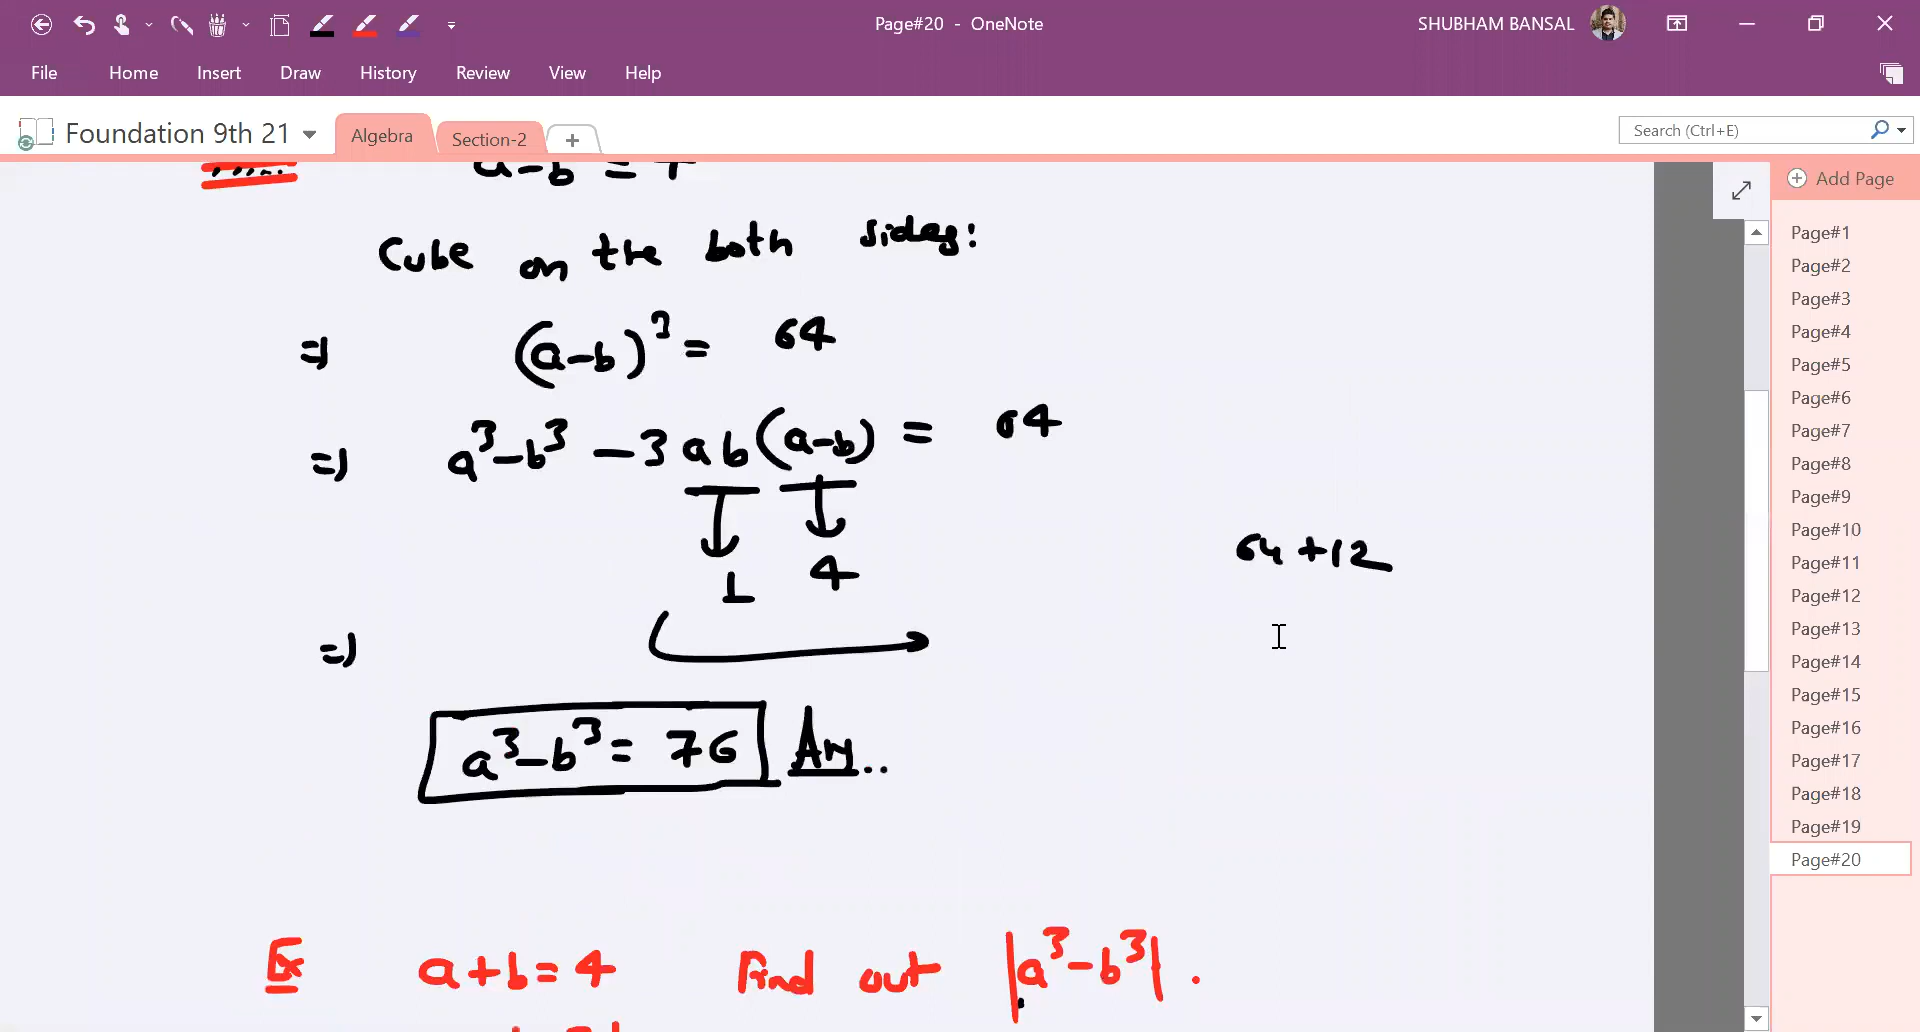 Page#20 - OneNote
SHUBHAM BANSAL
File Home Insert Draw History Review View Help
Foundation 9th 21
Algebra
Section-2
Search (Ctrl+E)
Add Page
a-b = 4
Cube on the both sides:
=) (a-b)³ = 64
=) a³-b³ - 3ab(a-b) = 64
1 4
64 +12
=)
a³-b³ = 76 Ans..
Ex a+b=4 Find out |a³-b³|.
Page#1
Page#2
Page#3
Page#4
Page#5
Page#6
Page#7
Page#8
Page#9
Page#10
Page#11
Page#12
Page#13
Page#14
Page#15
Page#16
Page#17
Page#18
Page#19
Page#20